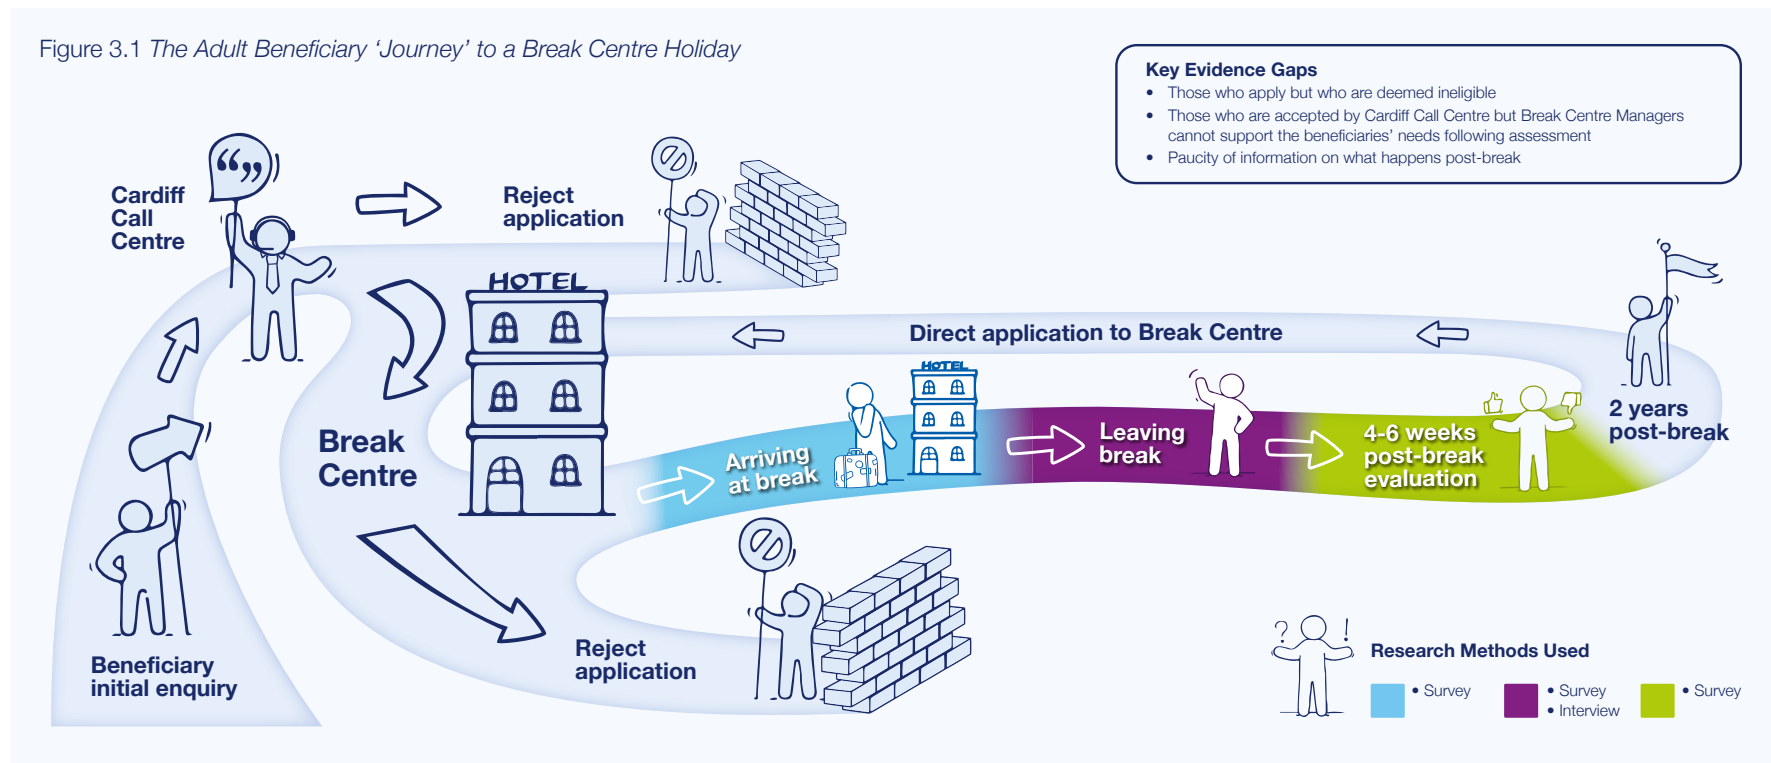 Figure 3.1 The Adult Beneficiary ‘Journey’ to a Break Centre Holiday
Key Evidence Gaps
• Those who apply but who are deemed ineligible
• Those who are accepted by Cardiff Call Centre but Break Centre Managers
cannot support the beneficiaries’ needs following assessment
• Paucity of information on what happens post-break
Cardiff
Call
Centre
Reject
application
HOTEL
Direct application to Break Centre
HOTEL
Break
Centre
Arriving
at break
Leaving
break
4-6 weeks
post-break
evaluation
2 years
post-break
Beneficiary
initial enquiry
Reject
application
? !
Research Methods Used
• Survey
• Survey
• Interview
• Survey